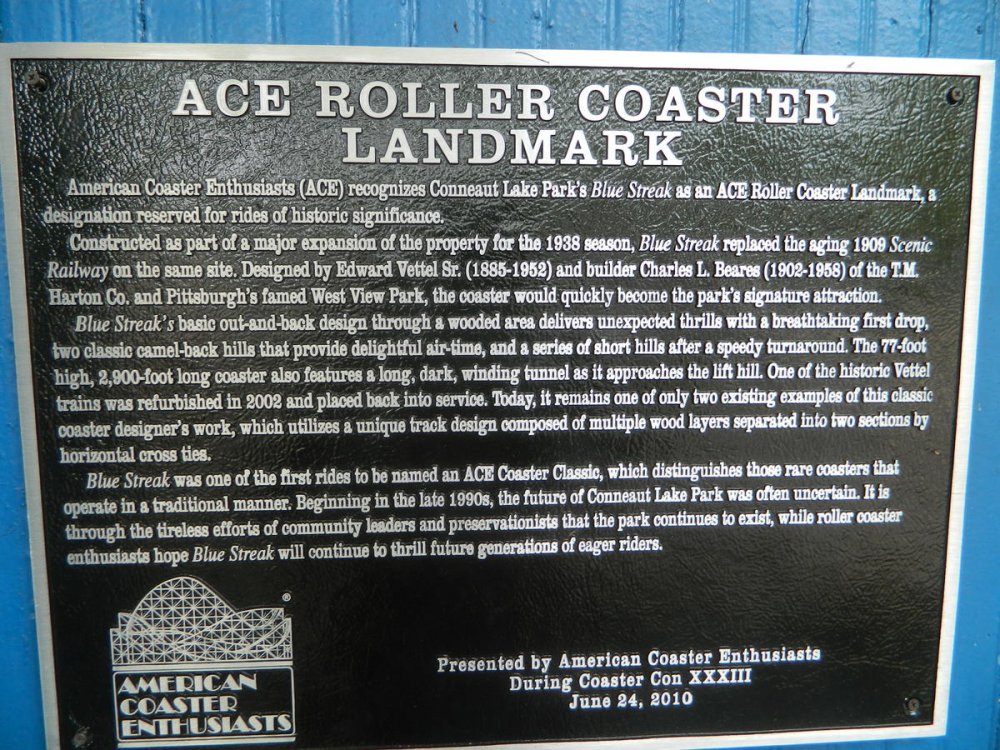 ACE ROLLER COASTER
LANDMARK
American Coaster Enthusiasts (ACE) recognizes Conneaut Lake Park's Blue Streak as an ACE Roller Coaster Landmark, a
designation reserved for rides of historic significance.
Constructed as part of a major expansion of the property for the 1938 season, Blue Streak replaced the aging 1909 Scenic
Railway on the same site. Designed by Edward Vettel Sr. (1885-1952) and builder Charles L. Beares (1902-1958) of the T.M.
Harton Co. and Pittsburgh's famed West View Park, the coaster would quickly become the park's signature attraction.
Blue Streak's basic out-and-back design through a wooded area delivers unexpected thrills with a breathtaking first drop,
two classic camel-back hills that provide delightful air-time, and a series of short hills after a speedy turnaround. The 77-foot
high, 2,900-foot long coaster also features a long, dark, winding tunnel as it approaches the lift hill. One of the historic Vettel
trains was refurbished in 2002 and placed back into service. Today, it remains one of only two existing examples of this classic
coaster designer's work, which utilizes a unique track design composed of multiple wood layers separated into two sections by
horizontal cross ties.
Blue Streak was one of the first rides to be named an ACE Coaster Classic, which distinguishes those rare coasters that
operate in a traditional manner. Beginning in the late 1990s, the future of Conneaut Lake Park was often uncertain. It is
through the tireless efforts of community leaders and preservationists that the park continues to exist, while roller coaster
enthusiasts hope Blue Streak will continue to thrill future generations of eager riders.
®
AMERICAN
COASTER
ENTHUSIASTS
Presented by American Coaster Enthusiasts
During Coaster Con XXXIII
June 24, 2010